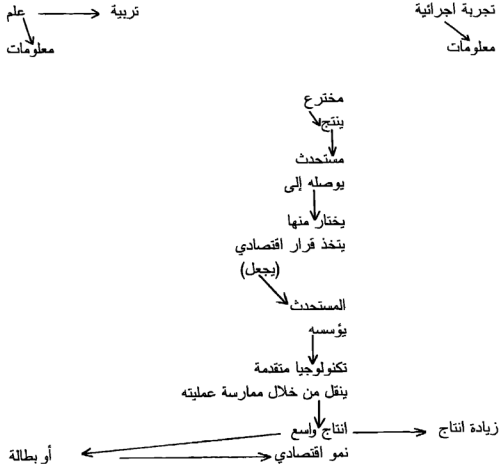 تجربة اجرائية
تربية علم
معلومات
معلومات
مخترع
ينتج
مستحدث
يوصله إلى
يختار منها
يتخذ قرار اقتصادي
(يجعل)
المستحدث
يؤسسه
تكنولوجيا متقدمة
ينقل من خلال ممارسة عمليته
انتاج واسع
زيادة انتاج
نمو اقتصادي
أو بطالة